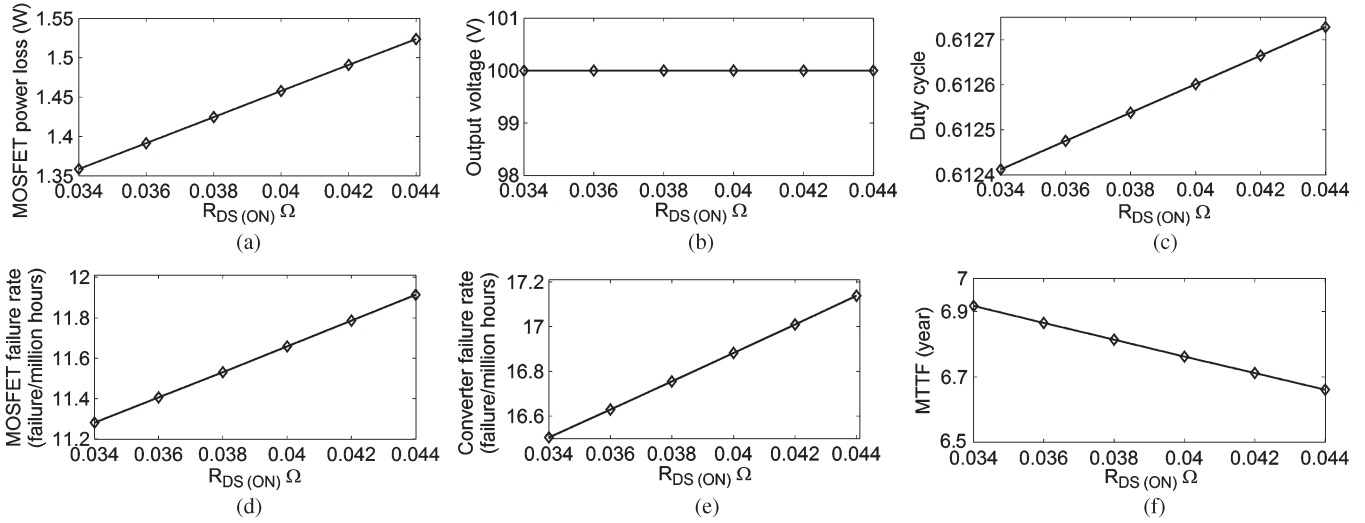 MOSFET power loss (W)
1.55
1.5
1.45
1.4
1.35
0.034 0.036 0.038 0.04 0.042 0.044
R_DS (ON) Ω
(a)
Output voltage (V)
101
100
99
98
0.034 0.036 0.038 0.04 0.042 0.044
R_DS (ON) Ω
(b)
Duty cycle
0.6127
0.6126
0.6125
0.6124
0.034 0.036 0.038 0.04 0.042 0.044
R_DS (ON) Ω
(c)
MOSFET failure rate
(failure/million hours)
12
11.8
11.6
11.4
11.2
0.034 0.036 0.038 0.04 0.042 0.044
R_DS (ON) Ω
(d)
Converter failure rate
(failure/million hours)
17.2
17
16.8
16.6
0.034 0.036 0.038 0.04 0.042 0.044
R_DS (ON) Ω
(e)
MTTF (year)
7
6.9
6.7
6.5
0.034 0.036 0.038 0.04 0.042 0.044
R_DS (ON) Ω
(f)